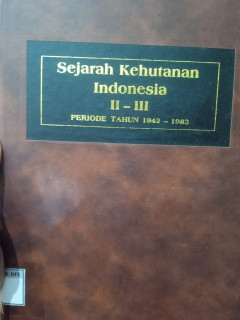 Sejarah Kehutanan
Indonesia
II – III
PERIODE TAHUN 1942 – 1983